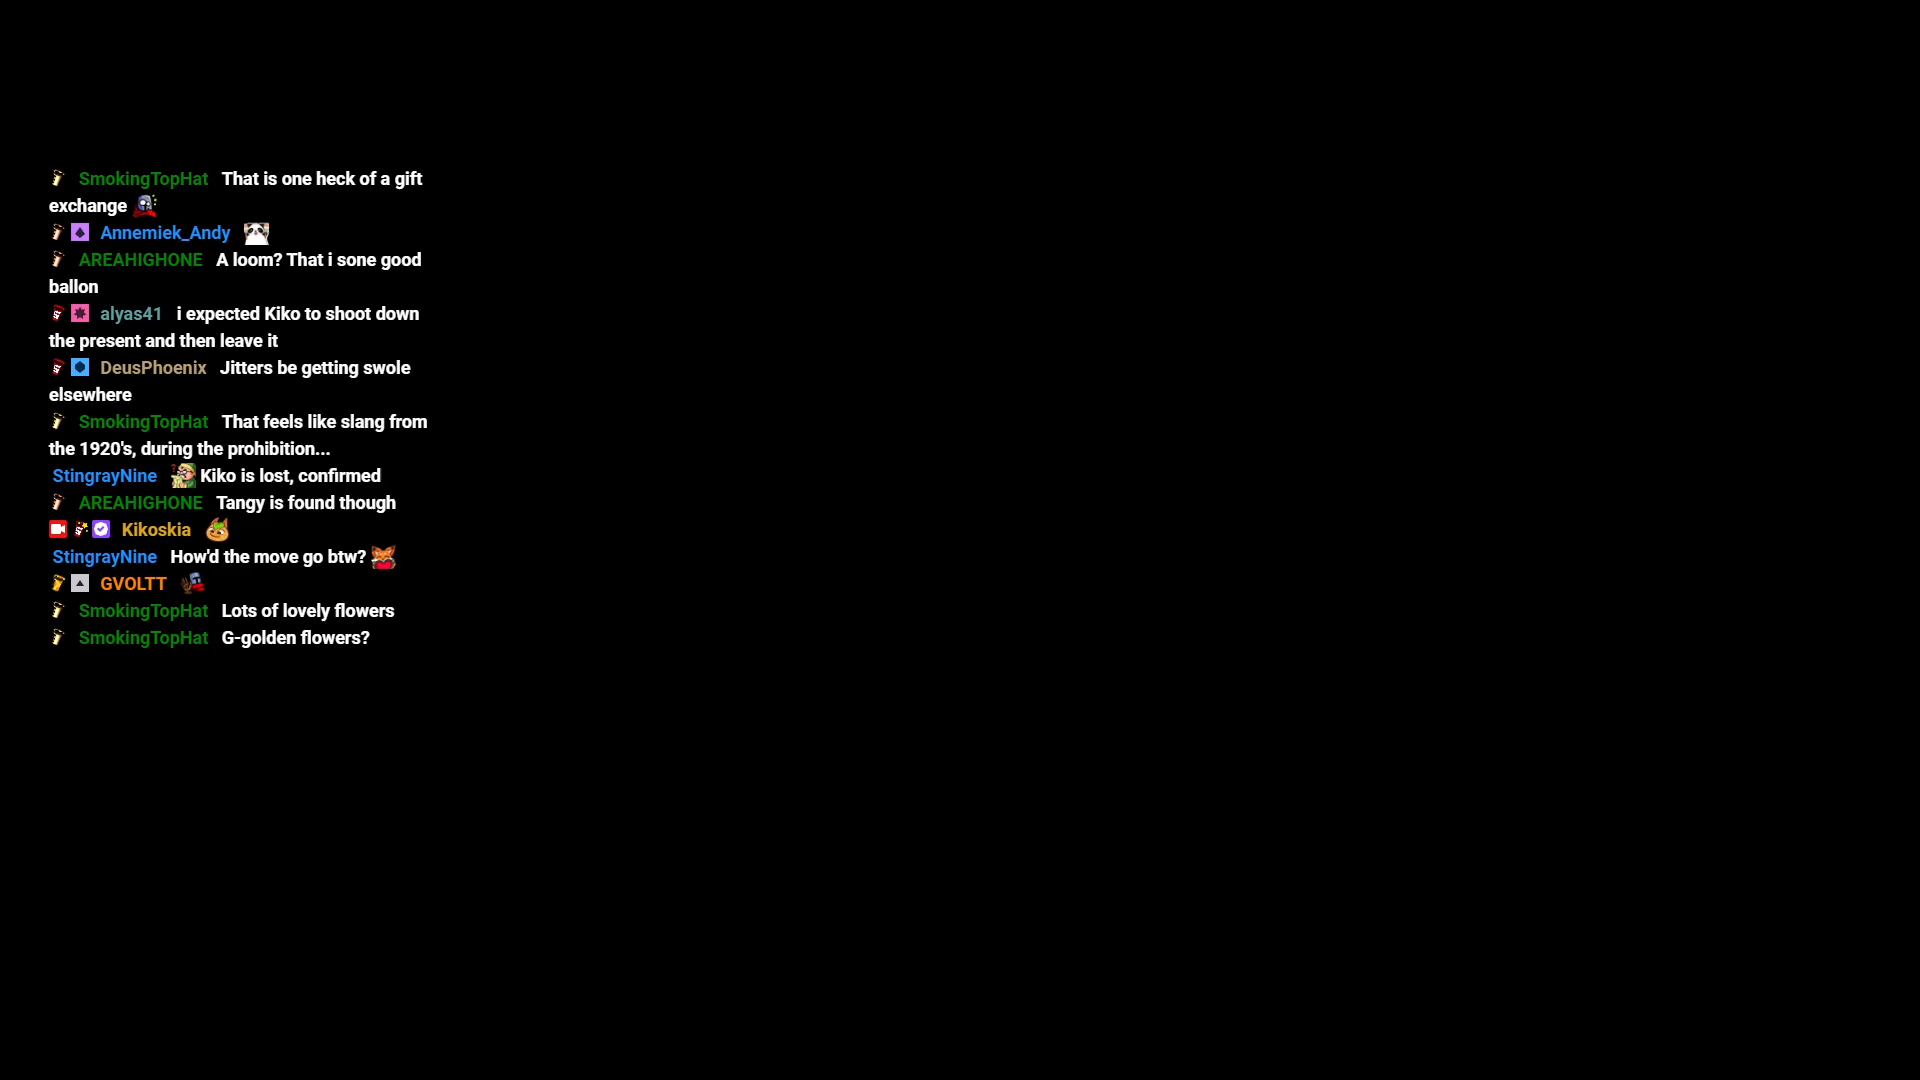 SmokingTopHat That is one heck of a gift
exchange
Annemiek_Andy
AREAHIGHONE A loom? That i sone good
ballon
alyas41 i expected Kiko to shoot down
the present and then leave it
DeusPhoenix Jitters be getting swole
elsewhere
SmokingTopHat That feels like slang from
the 1920's, during the prohibition...
StingrayNine Kiko is lost, confirmed
AREAHIGHONE Tangy is found though
Kikoskia
StingrayNine How'd the move go btw?
GVOLTT
SmokingTopHat Lots of lovely flowers
SmokingTopHat G-golden flowers?